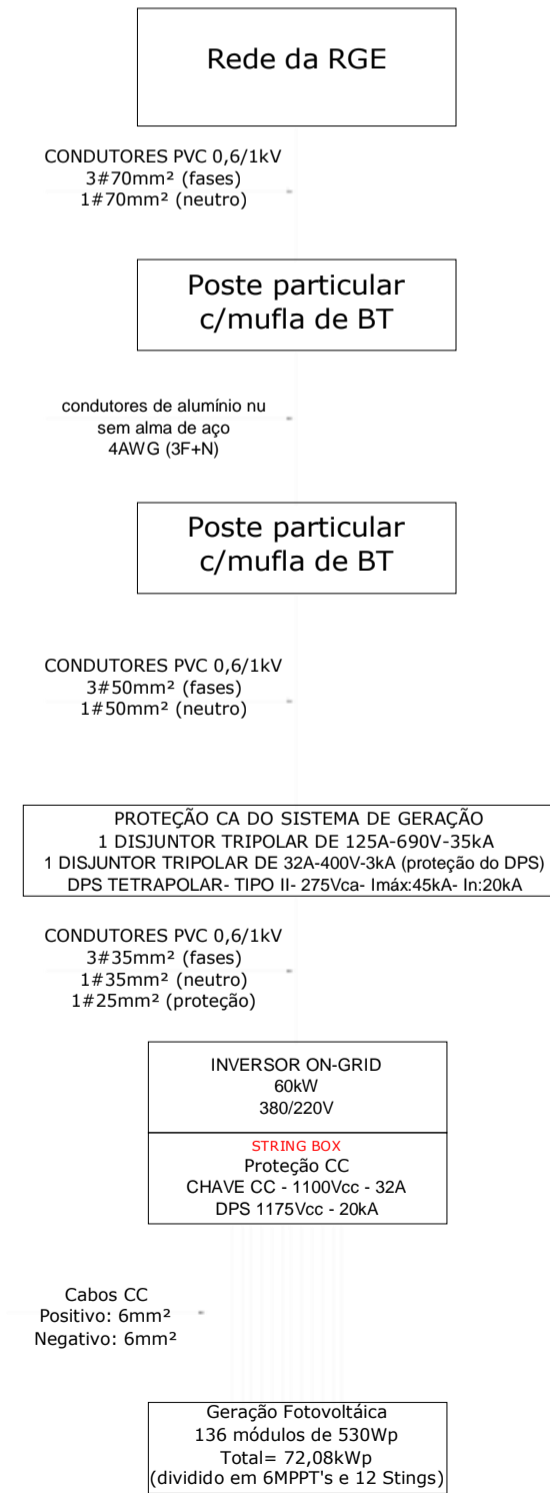 Rede da RGE
CONDUTORES PVC 0,6/1kV
3#70mm² (fases)
1#70mm² (neutro)
Poste particular
c/mufla de BT
condutores de alumínio nu
sem alma de aço
4AWG (3F+N)
Poste particular
c/mufla de BT
CONDUTORES PVC 0,6/1kV
3#50mm² (fases)
1#50mm² (neutro)
PROTEÇÃO CA DO SISTEMA DE GERAÇÃO
1 DISJUNTOR TRIPOLAR DE 125A-690V-35kA
1 DISJUNTOR TRIPOLAR DE 32A-400V-3kA (proteção do DPS)
DPS TETRAPOLAR- TIPO II- 275Vca- Imáx:45kA- In:20kA
CONDUTORES PVC 0,6/1kV
3#35mm² (fases)
1#35mm² (neutro)
1#25mm² (proteção)
INVERSOR ON-GRID
60kW
380/220V
STRING BOX
Proteção CC
CHAVE CC - 1100Vcc - 32A
DPS 1175Vcc - 20kA
Cabos CC
Positivo: 6mm²
Negativo: 6mm²
Geração Fotovoltáica
136 módulos de 530Wp
Total= 72,08kWp
(dividido em 6MPPT's e 12 Stings)